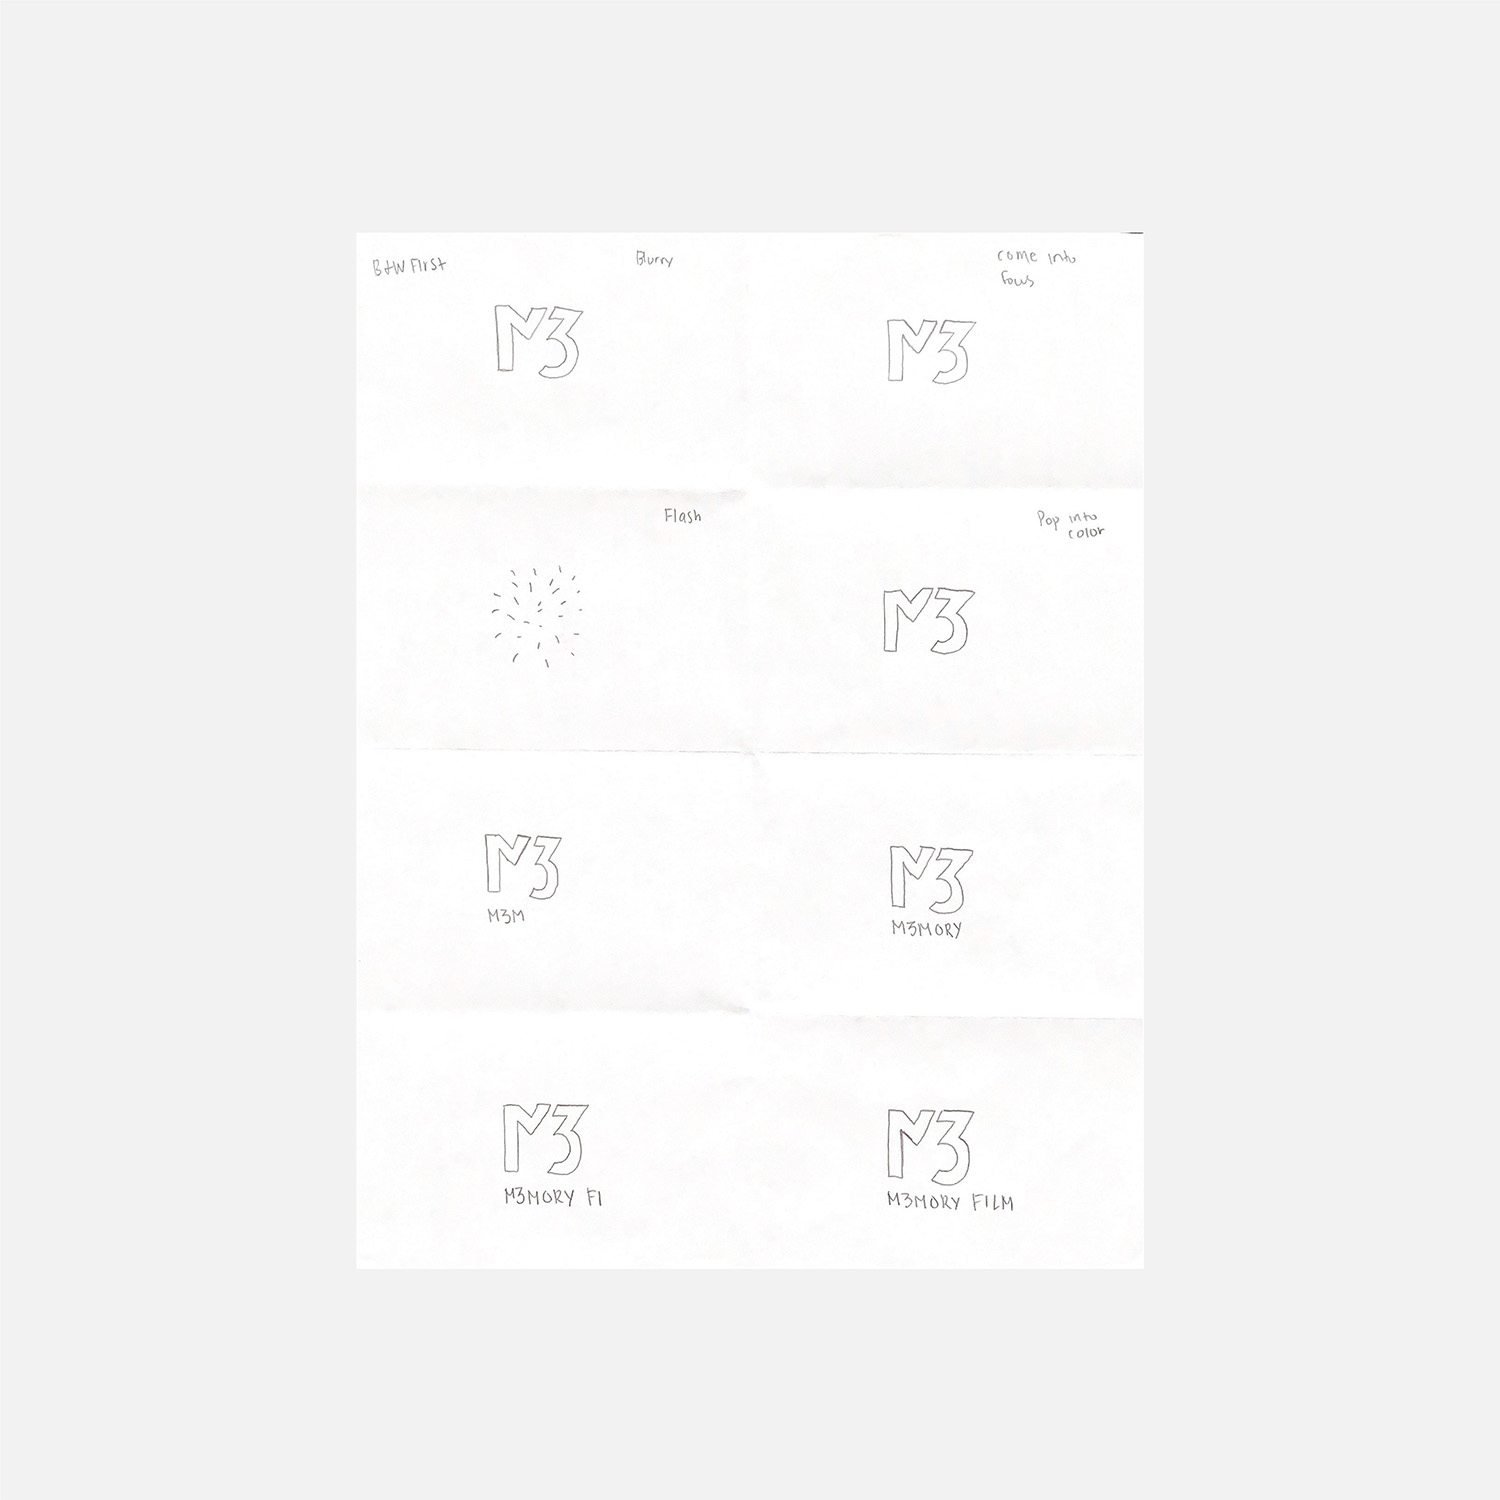 B+W First
Blurry
M3
come into
focus
M3
Flash
Pop into
color
M3
M3
M3M
M3
M3MORY
M3
M3MORY FI
M3
M3MORY FILM